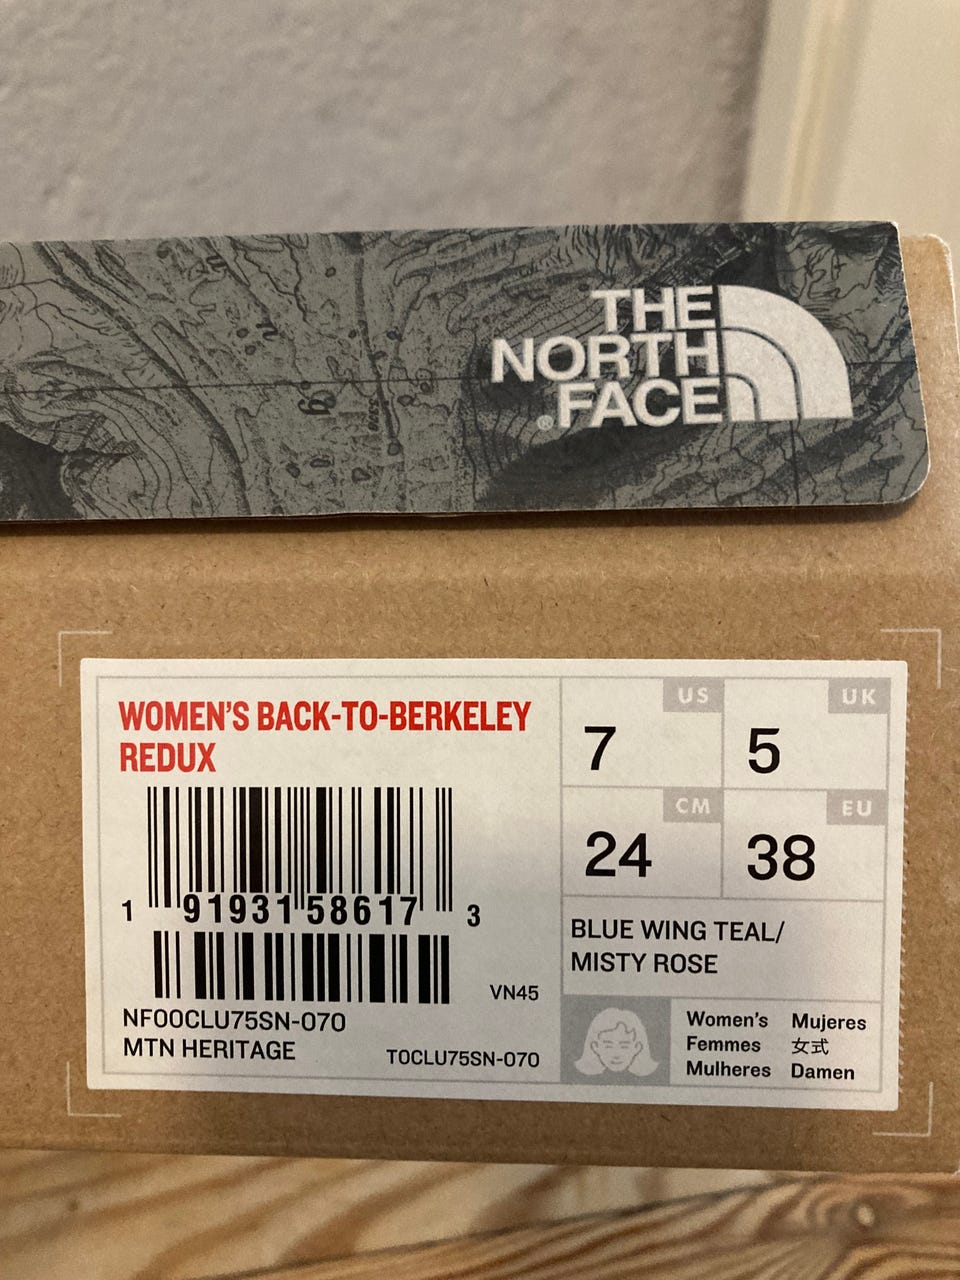 THE
NORTH
FACE
®
WOMEN'S BACK-TO-BERKELEY
REDUX
1 91931 58617 3
VN45
NF00CLU75SN-070
MTN HERITAGE
T0CLU75SN-070
US
7
UK
5
CM
24
EU
38
BLUE WING TEAL/
MISTY ROSE
Women's Mujeres
Femmes 女式
Mulheres Damen